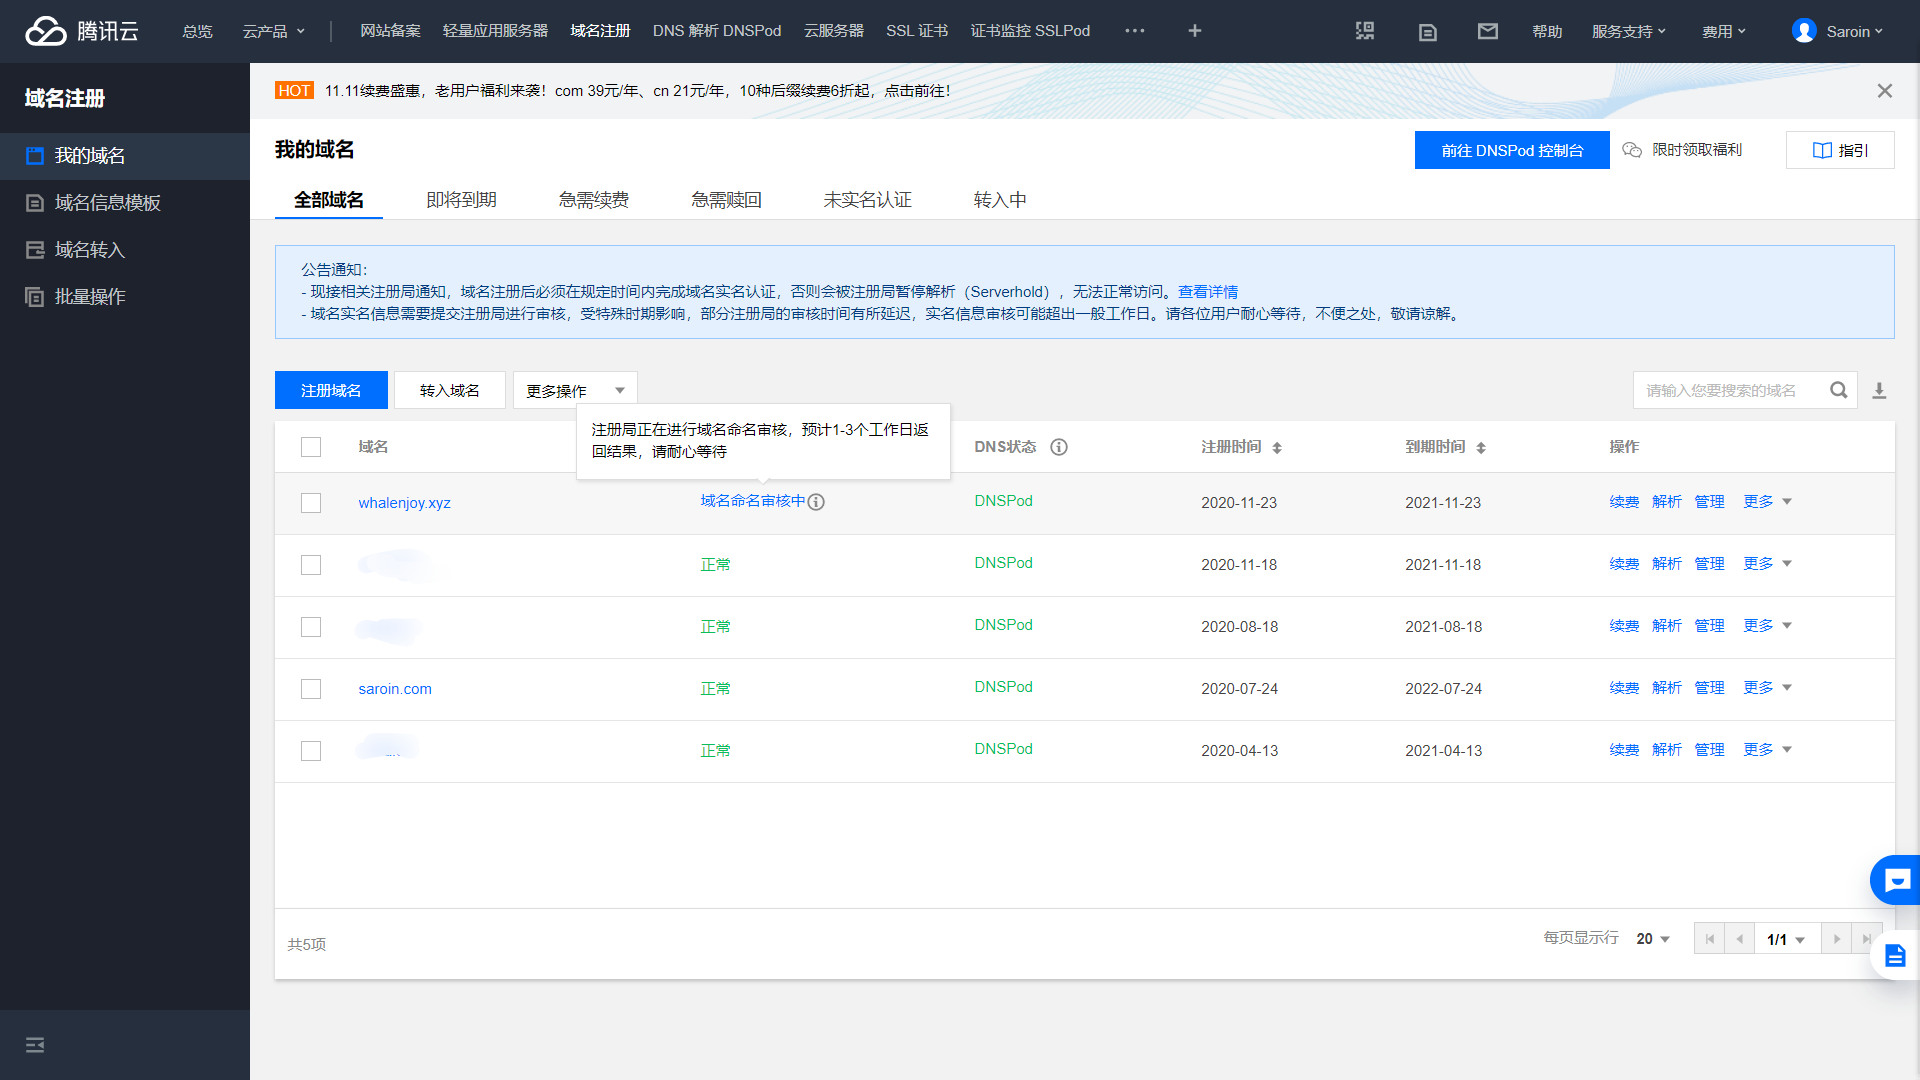 腾讯云 总览 云产品 网站备案 轻量应用服务器 域名注册 DNS 解析 DNSPod 云服务器 SSL 证书 证书监控 SSLPod ··· + 帮助 服务支持 费用 Saroin
域名注册
我的域名
域名信息模板
域名转入
批量操作
HOT 11.11续费盛惠，老用户福利来袭！com 39元/年、cn 21元/年，10种后缀续费6折起，点击前往！
我的域名
前往 DNSPod 控制台 限时领取福利 指引
全部域名 即将到期 急需续费 急需赎回 未实名认证 转入中
公告通知：
- 现接相关注册局通知，域名注册后必须在规定时间内完成域名实名认证，否则会被注册局暂停解析（Serverhold），无法正常访问。查看详情
- 域名实名信息需要提交注册局进行审核，受特殊时期影响，部分注册局的审核时间有所延迟，实名信息审核可能超出一般工作日。请各位用户耐心等待，不便之处，敬请谅解。
注册域名 转入域名 更多操作 请输入您要搜索的域名
注册局正在进行域名命名审核，预计1-3个工作日返
回结果，请耐心等待
域名 DNS状态 注册时间 到期时间 操作
whalenjoy.xyz 域名命名审核中 DNSPod 2020-11-23 2021-11-23 续费 解析 管理 更多
正常 DNSPod 2020-11-18 2021-11-18 续费 解析 管理 更多
正常 DNSPod 2020-08-18 2021-08-18 续费 解析 管理 更多
saroin.com 正常 DNSPod 2020-07-24 2022-07-24 续费 解析 管理 更多
正常 DNSPod 2020-04-13 2021-04-13 续费 解析 管理 更多
共5项 每页显示行 20 1/1